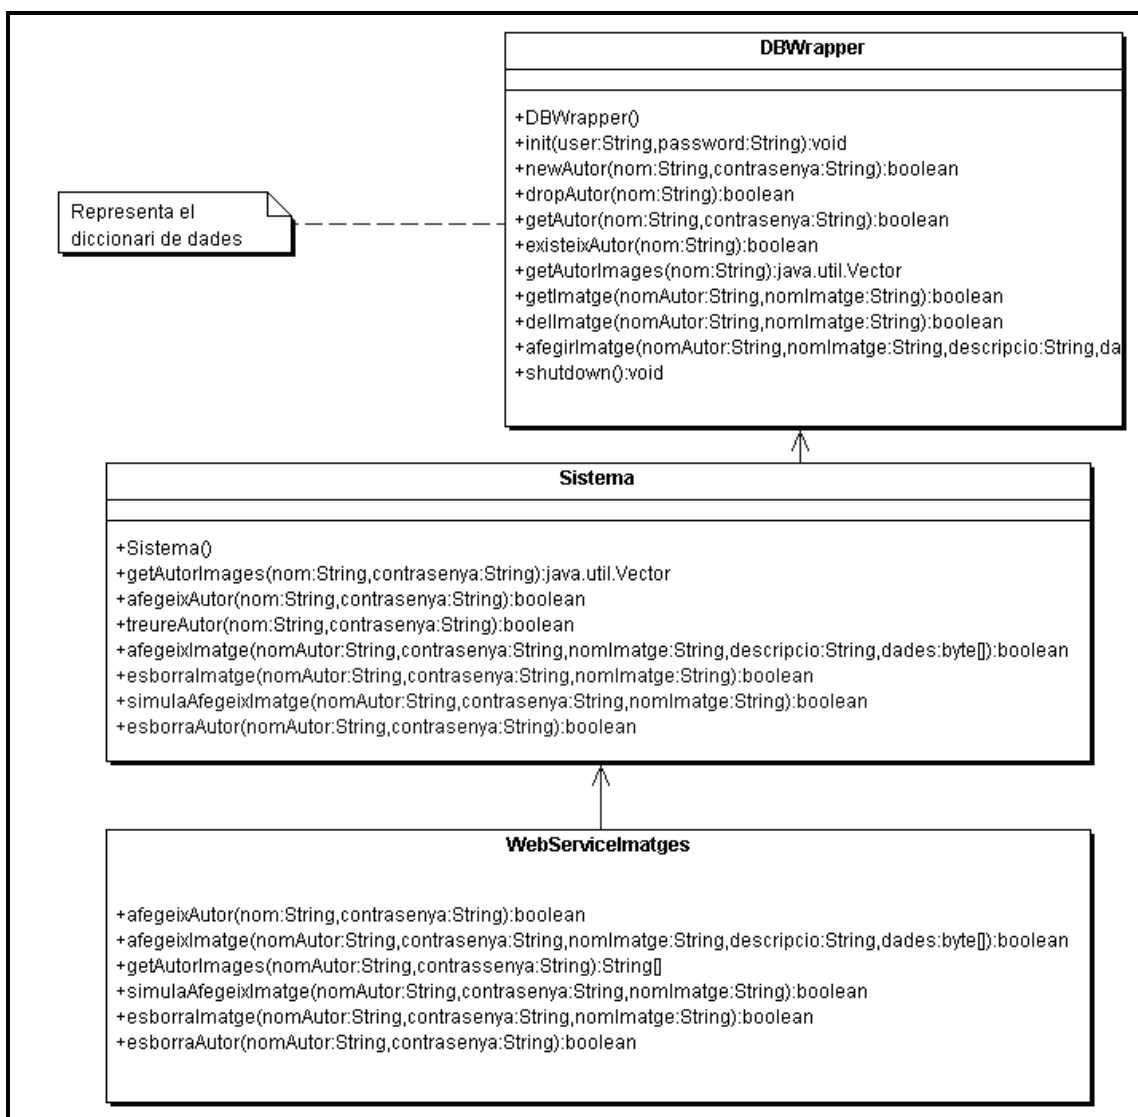 DBWrapper
+DBWrapper()
+init(user:String,password:String):void
+newAutor(nom:String,contrasenya:String):boolean
+dropAutor(nom:String):boolean
+getAutor(nom:String,contrasenya:String):boolean
+existeixAutor(nom:String):boolean
+getAutorImages(nom:String):java.util.Vector
+getImatge(nomAutor:String,nomImatge:String):boolean
+delImatge(nomAutor:String,nomImatge:String):boolean
+afegirImatge(nomAutor:String,nomImatge:String,descripcio:String,da
+shutdown():void
Representa el
diccionari de dades
Sistema
+Sistema()
+getAutorImages(nom:String,contrasenya:String):java.util.Vector
+afegeixAutor(nom:String,contrasenya:String):boolean
+treureAutor(nom:String,contrasenya:String):boolean
+afegeixImatge(nomAutor:String,contrasenya:String,nomImatge:String,descripcio:String,dades:byte[]):boolean
+esborraImatge(nomAutor:String,contrasenya:String,nomImatge:String):boolean
+simulaAfegeixImatge(nomAutor:String,contrasenya:String,nomImatge:String):boolean
+esborraAutor(nomAutor:String,contrasenya:String):boolean
WebServiceImatges
+afegeixAutor(nom:String,contrasenya:String):boolean
+afegeixImatge(nomAutor:String,contrasenya:String,nomImatge:String,descripcio:String,dades:byte[]):boolean
+getAutorImages(nomAutor:String,contrassenya:String):String[]
+simulaAfegeixImatge(nomAutor:String,contrasenya:String,nomImatge:String):boolean
+esborraImatge(nomAutor:String,contrasenya:String,nomImatge:String):boolean
+esborraAutor(nomAutor:String,contrasenya:String):boolean